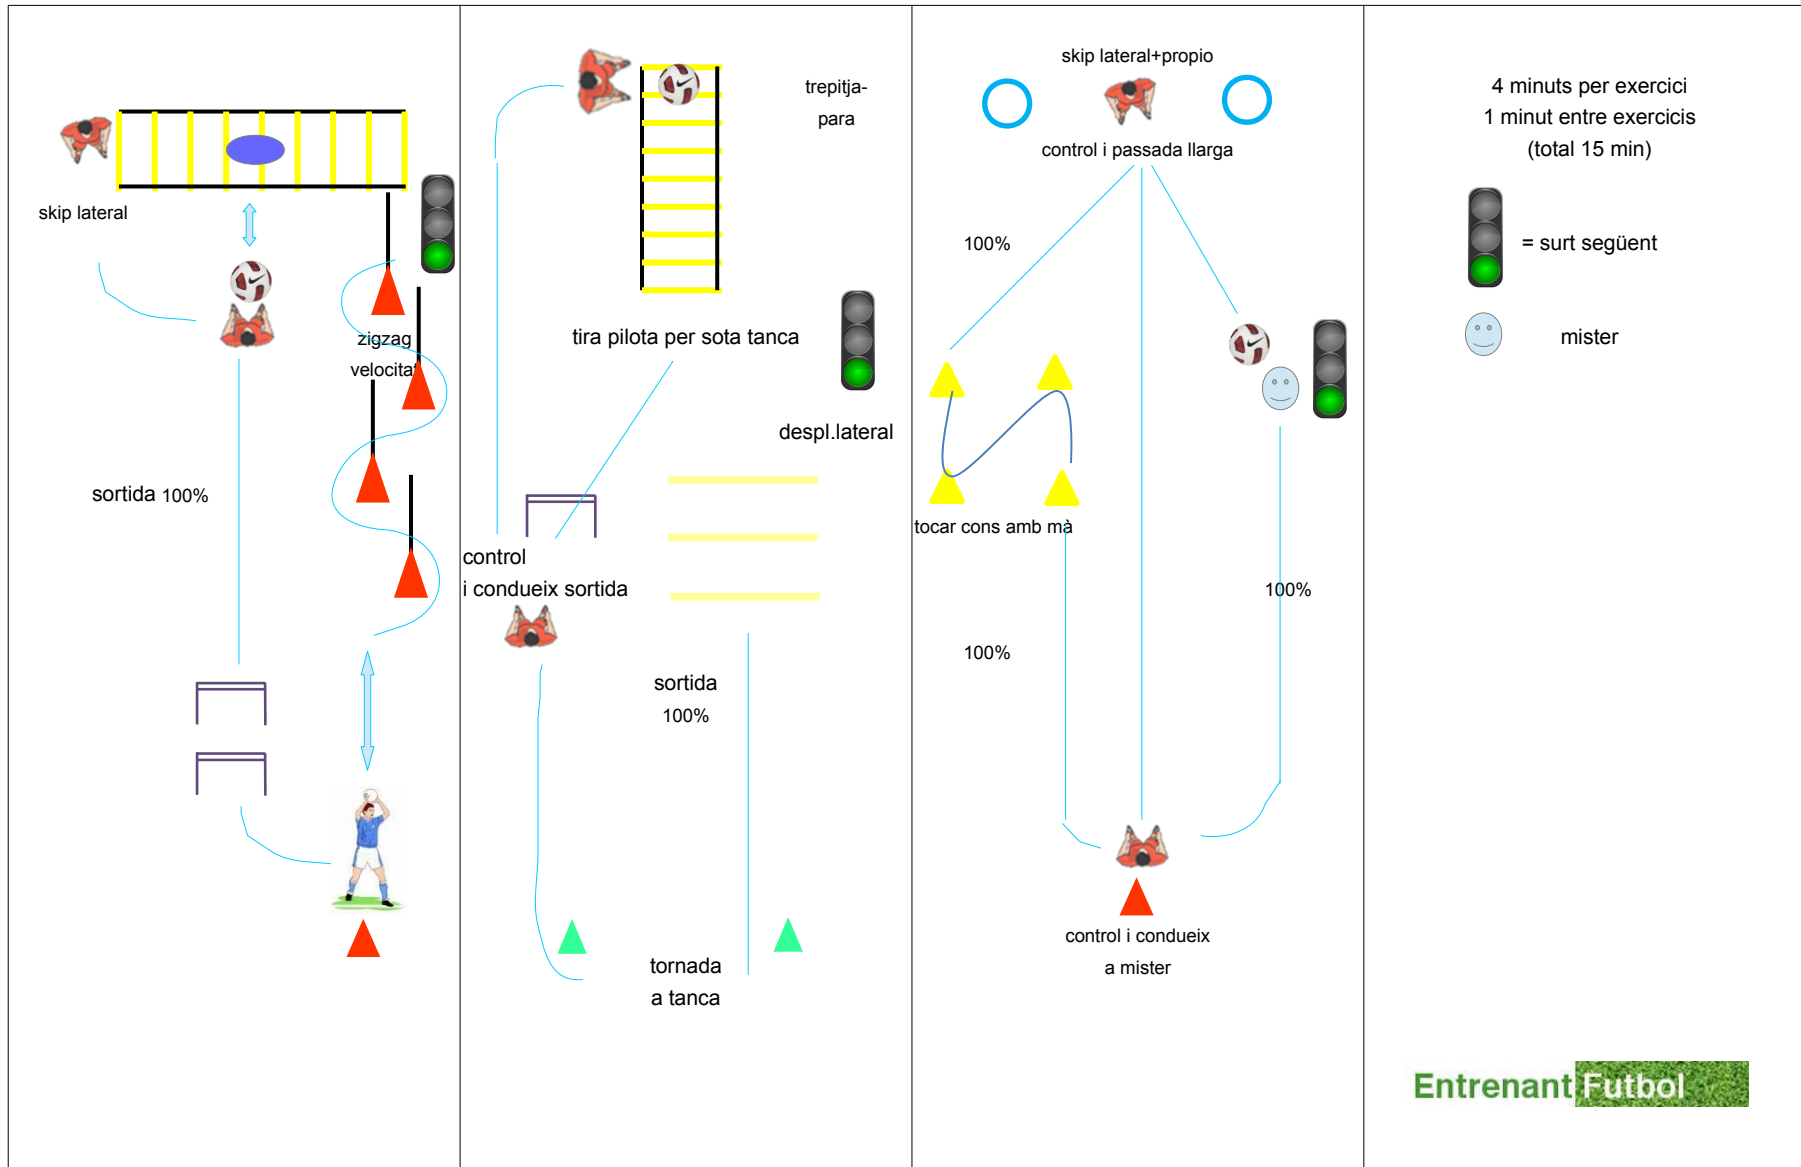 skip lateral
zigzag
velocitat
sortida 100%
trepitja-
para
tira pilota per sota tanca
despl.lateral
control
i condueix sortida
sortida
100%
tornada
a tanca
skip lateral+propio
control i passada llarga
100%
tocar cons amb mà
100%
100%
control i condueix
a mister
4 minuts per exercici
1 minut entre exercicis
(total 15 min)
= surt següent
mister
Entrenant Futbol